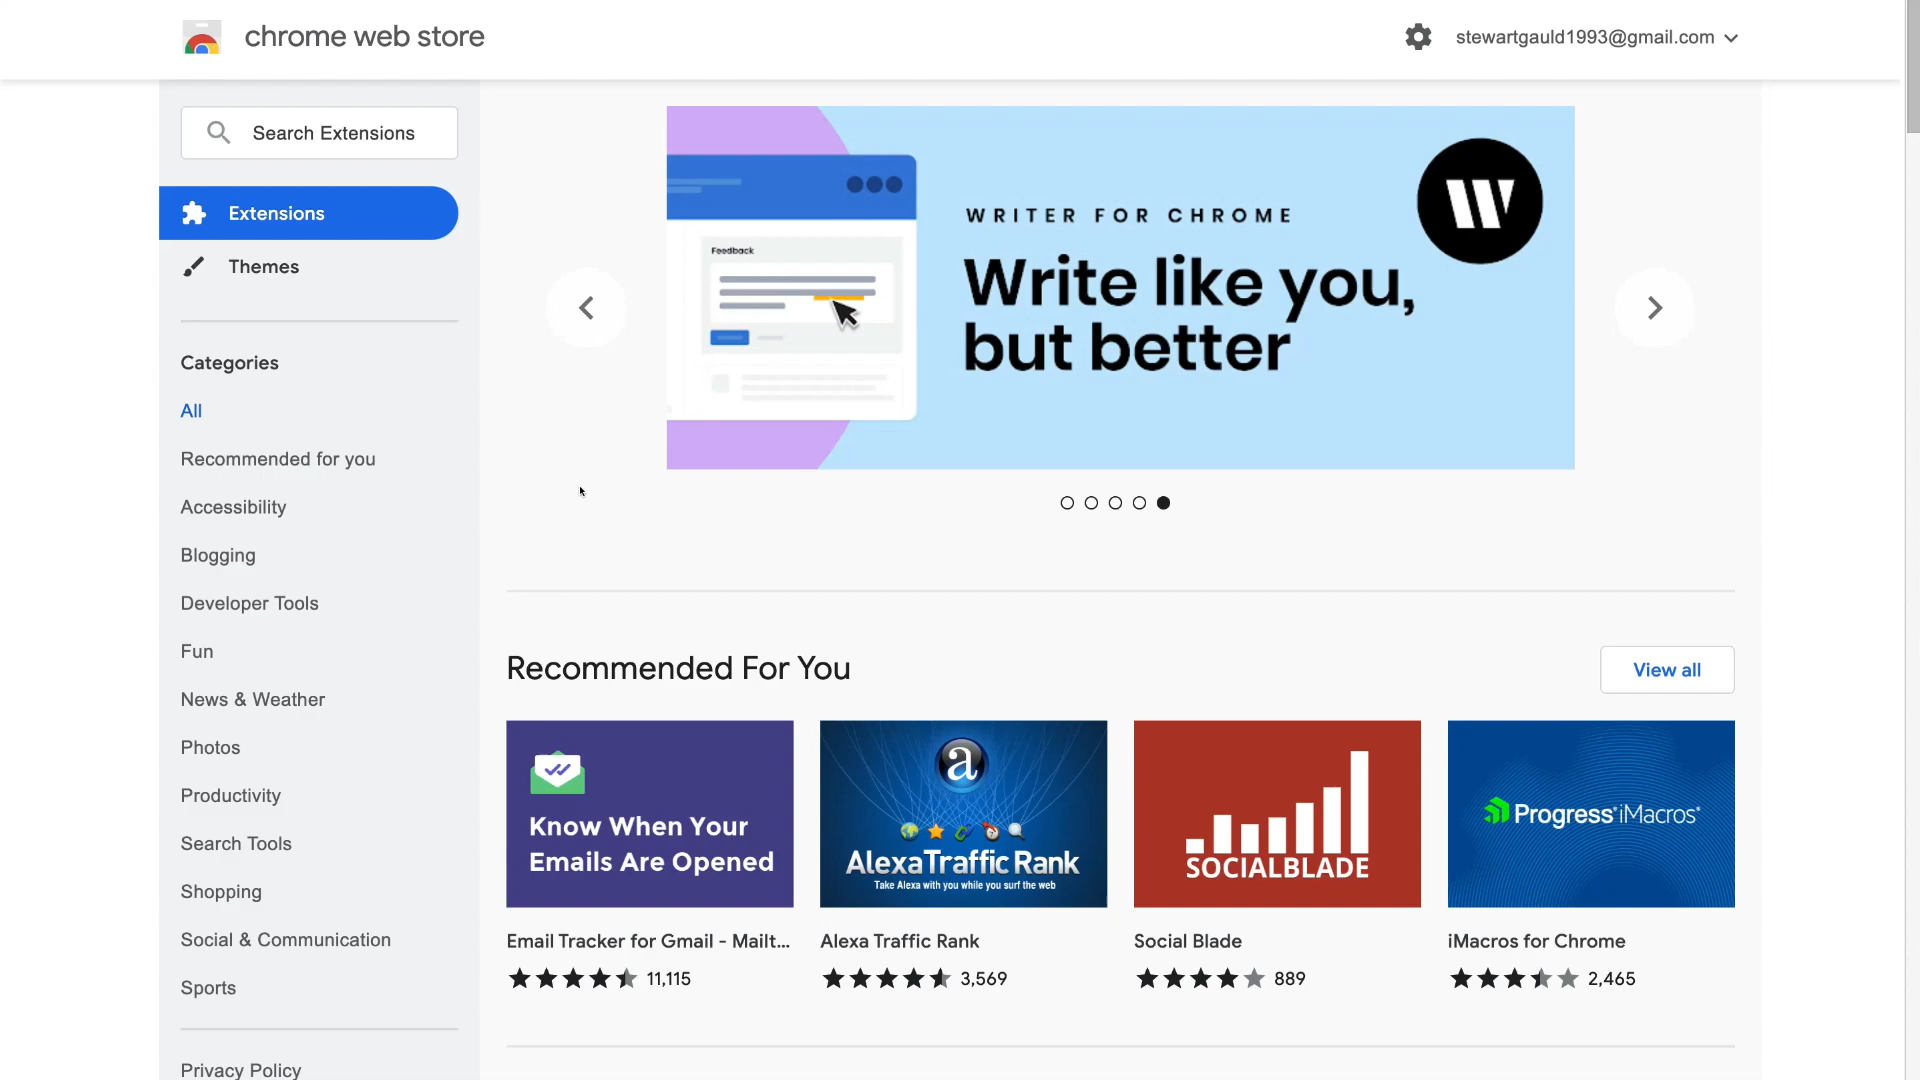 chrome web store
stewartgauld1993@gmail.com
Search Extensions
Extensions
Themes
Categories
All
Recommended for you
Accessibility
Blogging
Developer Tools
Fun
News & Weather
Photos
Productivity
Search Tools
Shopping
Social & Communication
Sports
Privacy Policy
Feedback
WRITER FOR CHROME
W
Write like you,
but better
Recommended For You
View all
Know When Your
Emails Are Opened
Email Tracker for Gmail - Mailt...
11,115
a
AlexaTraffic Rank
Take Alexa with you while you surf the web
Alexa Traffic Rank
3,569
SOCIALBLADE
Social Blade
889
Progress® iMacros®
iMacros for Chrome
2,465